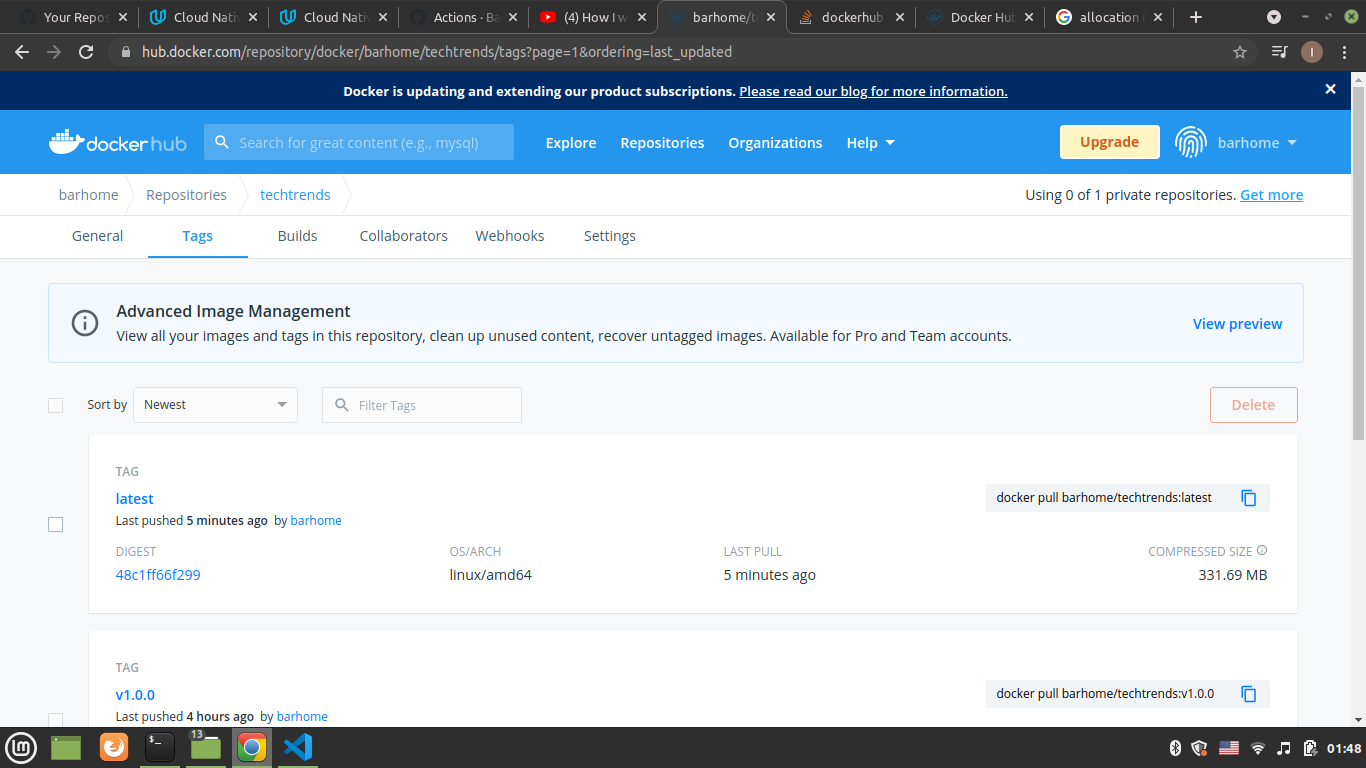 Your Repos
Cloud Nati
Cloud Nati
Actions · Ba
(4) How I w
barhome/t
dockerhub
Docker Hu
allocation
hub.docker.com/repository/docker/barhome/techtrends/tags?page=1&ordering=last_updated
I
Docker is updating and extending our product subscriptions. Please read our blog for more information.
dockerhub
Search for great content (e.g., mysql)
Explore
Repositories
Organizations
Help
Upgrade
barhome
barhome
Repositories
techtrends
Using 0 of 1 private repositories. Get more
General
Tags
Builds
Collaborators
Webhooks
Settings
Advanced Image Management
View all your images and tags in this repository, clean up unused content, recover untagged images. Available for Pro and Team accounts.
View preview
Sort by
Newest
Filter Tags
Delete
TAG
latest
docker pull barhome/techtrends:latest
Last pushed 5 minutes ago by barhome
DIGEST
OS/ARCH
LAST PULL
COMPRESSED SIZE
48c1ff66f299
linux/amd64
5 minutes ago
331.69 MB
TAG
v1.0.0
docker pull barhome/techtrends:v1.0.0
Last pushed 4 hours ago by barhome
13
01:48